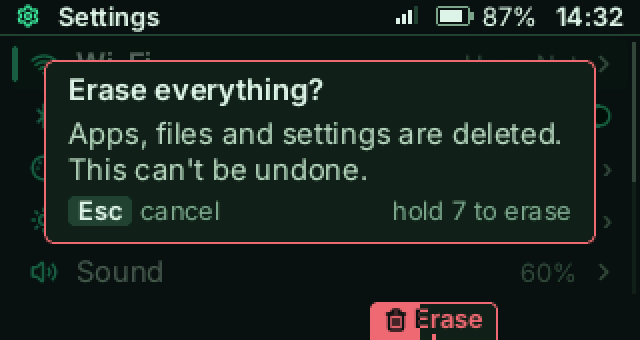 Settings 87% 14:32
Erase everything?
Apps, files and settings are deleted.
This can't be undone.
Esc cancel hold 7 to erase
Sound 60%
Erase